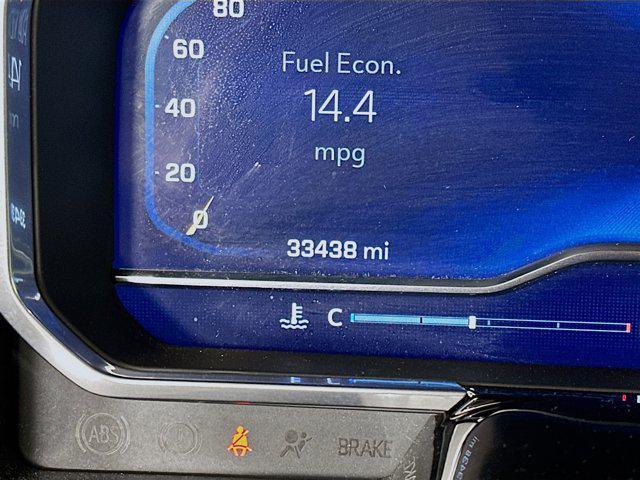 80
60
Fuel Econ.
14.4
40
mpg
20
0
33438 mi
C
ABS
BRAKE